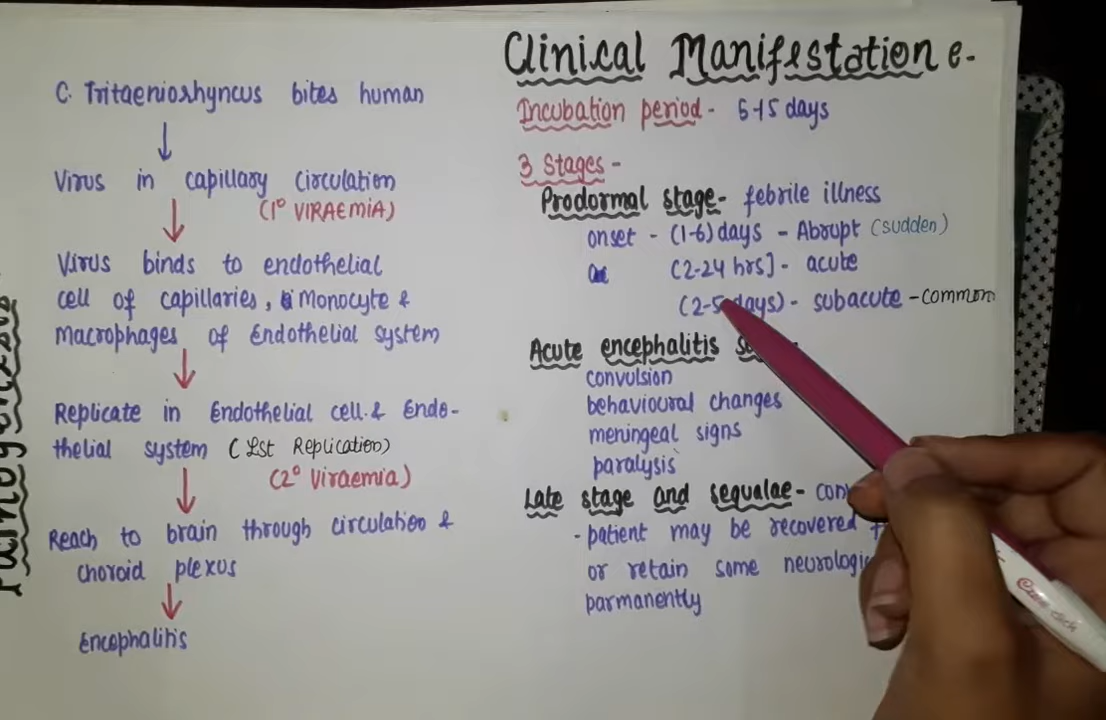 C. Tritaeniorhyncus bites human
Virus in capillary circulation
(1° VIRAEMIA)
Virus binds to endothelial
cell of capillaries, Monocyte &
Macrophages of Endothelial system
Replicate in Endothelial cell & Endo-
thelial system (1st Replication)
(2° Viraemia)
Reach to brain through circulation &
choroid plexus
Encephalitis
Clinical Manifestation
Incubation period - 5-15 days
3 Stages -
Prodormal stage - febrile illness
onset - (1-6) days - Abrupt (sudden)
(2-24 hrs] - acute
(2-5 days) - subacute - common
Acute encephalitis
convulsion
behavioural changes
meningeal signs
paralysis
Late stage and sequalae -
- patient may be recovered
or retain some
parmanently